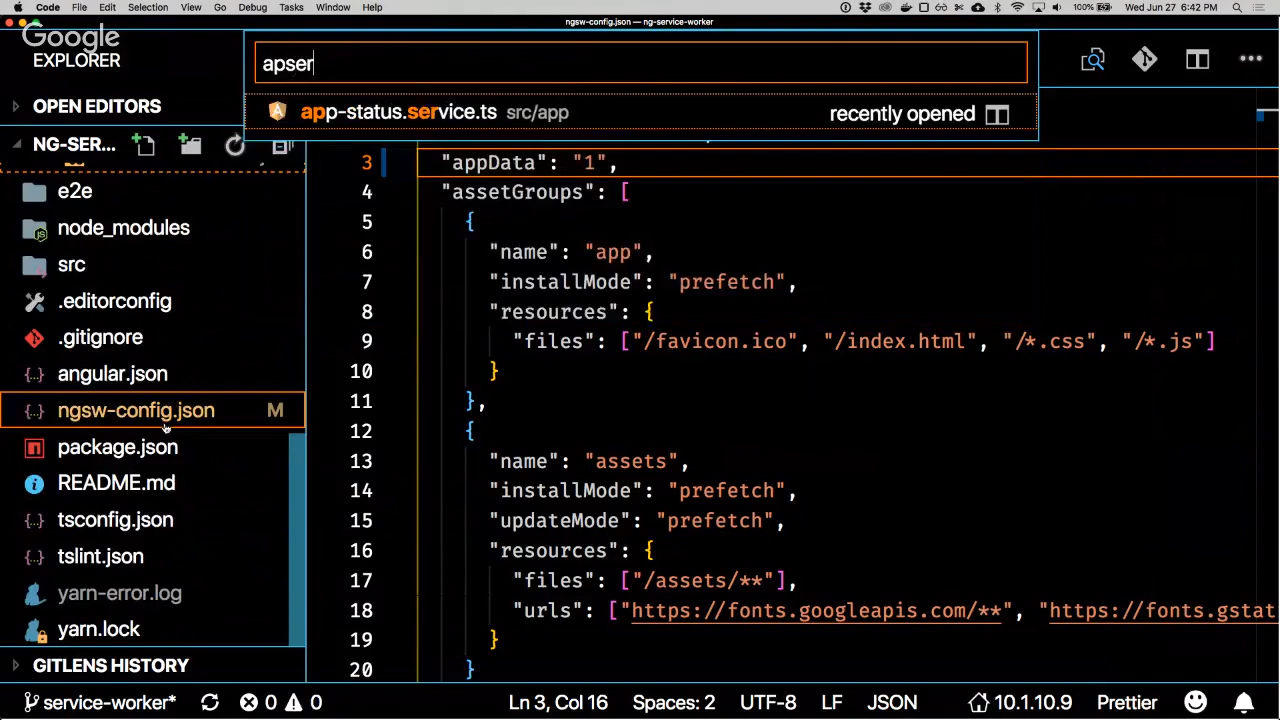 Code File Edit Selection View Go Debug Tasks Window Help 100% Wed Jun 27 6:42 PM
ngsw-config.json — ng-service-worker
Google
EXPLORER
apser
OPEN EDITORS
app-status.service.ts src/app recently opened
NG-SER...
3 "appData": "1",
e2e
4 "assetGroups": [
node_modules
5 {
6 "name": "app",
src
7 "installMode": "prefetch",
.editorconfig
8 "resources": {
.gitignore
9 "files": ["/favicon.ico", "/index.html", "/*.css", "/*.js"]
angular.json
10 }
ngsw-config.json M
11 },
12 {
package.json
13 "name": "assets",
README.md
14 "installMode": "prefetch",
tsconfig.json
15 "updateMode": "prefetch",
tslint.json
16 "resources": {
17 "files": ["/assets/**"],
yarn-error.log
18 "urls": ["https://fonts.googleapis.com/**", "https://fonts.gstat
yarn.lock
19 }
GITLENS HISTORY
20 }
service-worker* 0 0 Ln 3, Col 16 Spaces: 2 UTF-8 LF JSON 10.1.10.9 Prettier